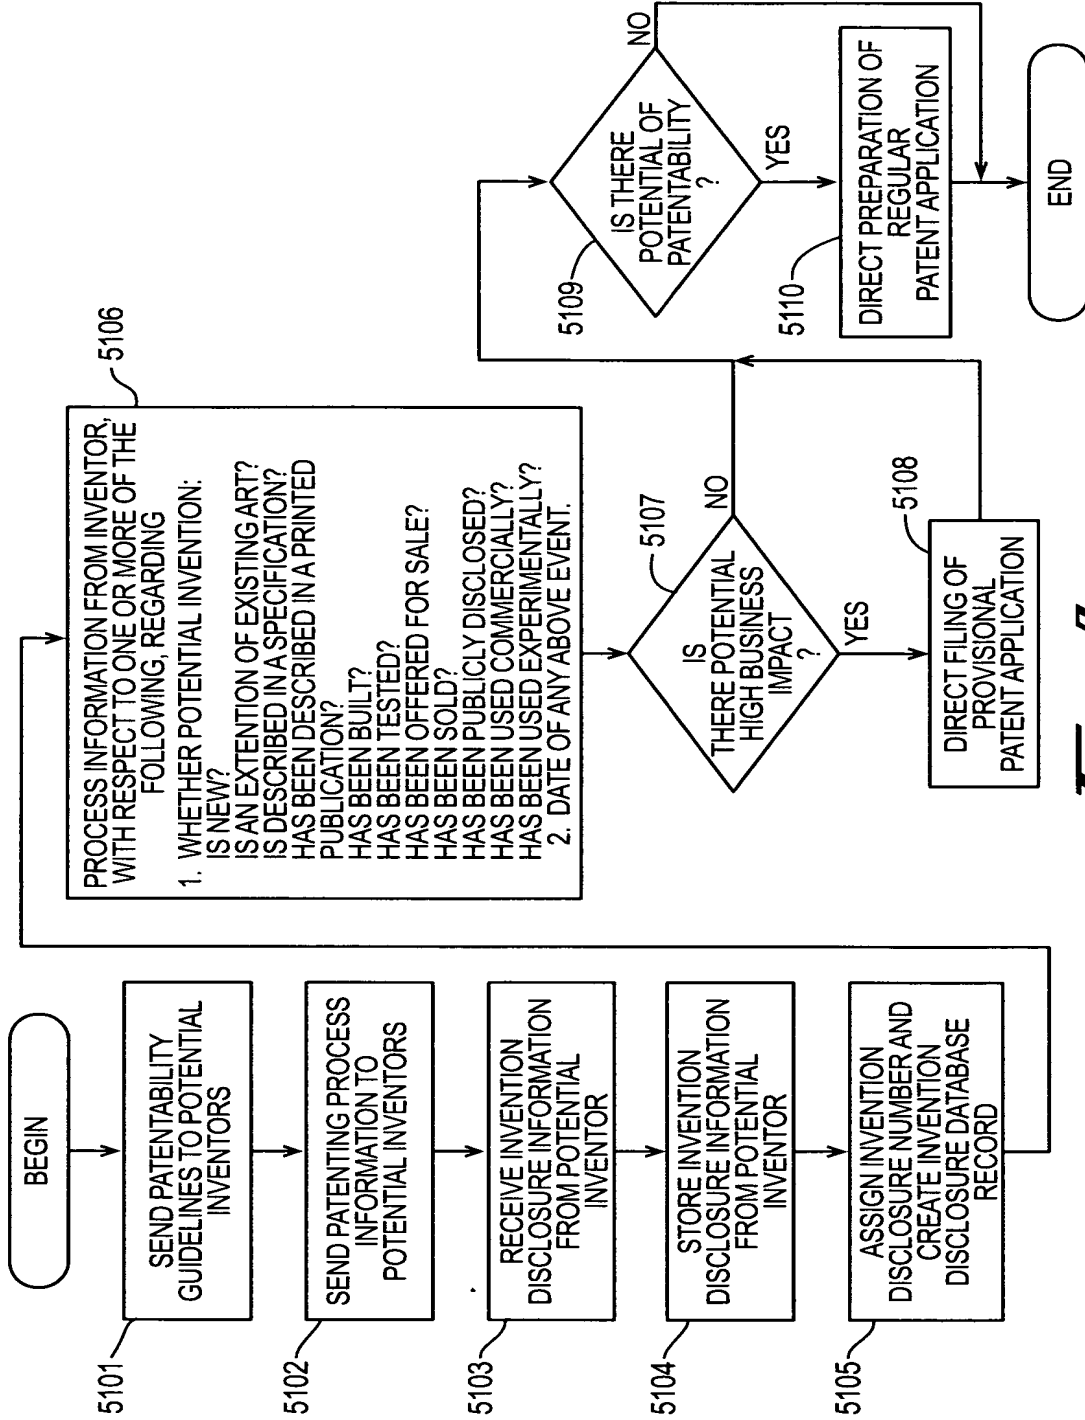 BEGIN
5101
SEND PATENTABILITY
GUIDELINES TO POTENTIAL
INVENTORS
5102
SEND PATENTING PROCESS
INFORMATION TO
POTENTIAL INVENTORS
5103
RECEIVE INVENTION
DISCLOSURE INFORMATION
FROM POTENTIAL
INVENTOR
5104
STORE INVENTION
DISCLOSURE INFORMATION
FROM POTENTIAL
INVENTOR
5105
ASSIGN INVENTION
DISCLOSURE NUMBER AND
CREATE INVENTION
DISCLOSURE DATABASE
RECORD
5106
PROCESS INFORMATION FROM INVENTOR,
WITH RESPECT TO ONE OR MORE OF THE
FOLLOWING, REGARDING
1. WHETHER POTENTIAL INVENTION:
IS NEW?
IS AN EXTENTION OF EXISTING ART?
IS DESCRIBED IN A SPECIFICATION?
HAS BEEN DESCRIBED IN A PRINTED
PUBLICATION?
HAS BEEN BUILT?
HAS BEEN TESTED?
HAS BEEN OFFERED FOR SALE?
HAS BEEN SOLD?
HAS BEEN PUBLICLY DISCLOSED?
HAS BEEN USED COMMERCIALLY?
HAS BEEN USED EXPERIMENTALLY?
2. DATE OF ANY ABOVE EVENT.
5107
IS
THERE POTENTIAL
HIGH BUSINESS
IMPACT
?
NO
YES
5108
DIRECT FILING OF
PROVISIONAL
PATENT APPLICATION
5109
IS THERE
POTENTIAL OF
PATENTABILITY
?
NO
YES
5110
DIRECT PREPARATION OF
REGULAR
PATENT APPLICATION
END